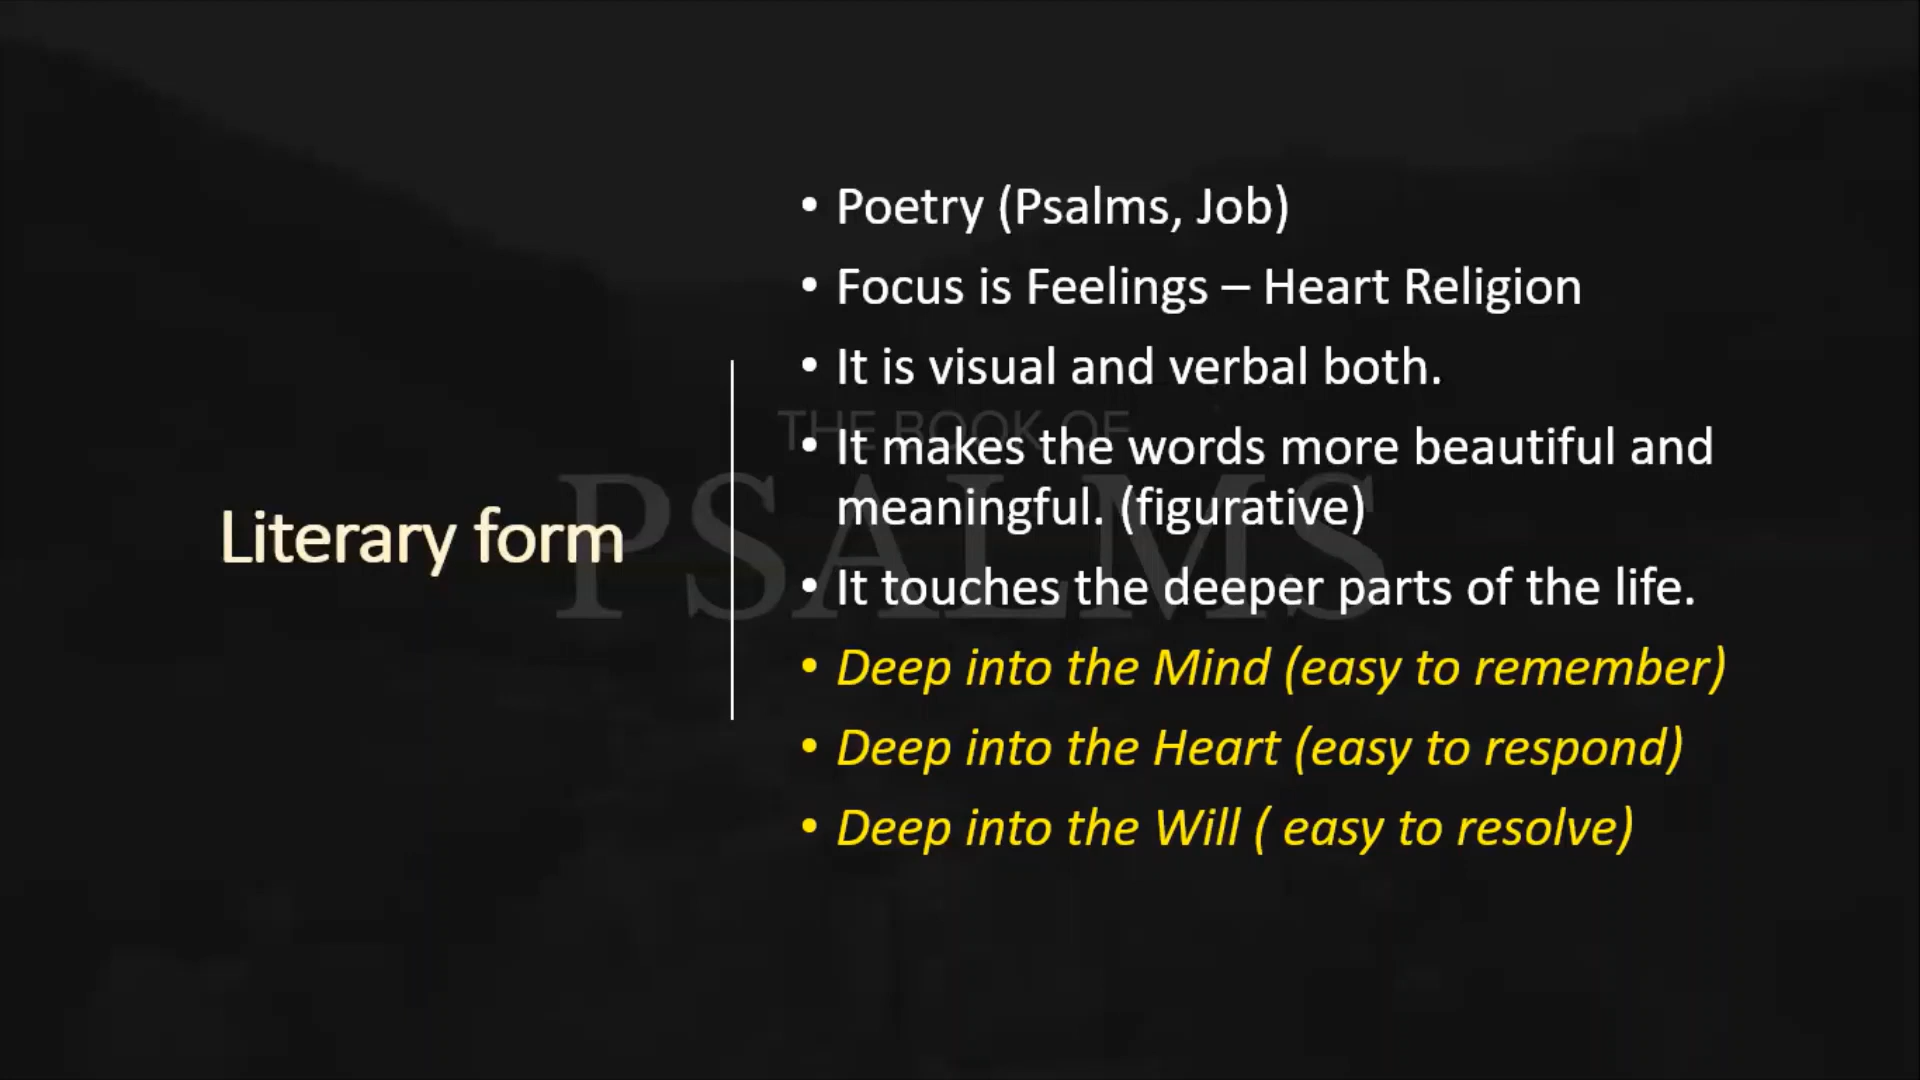 Literary form
• Poetry (Psalms, Job)
• Focus is Feelings – Heart Religion
• It is visual and verbal both.
• It makes the words more beautiful and
meaningful. (figurative)
• It touches the deeper parts of the life.
• Deep into the Mind (easy to remember)
• Deep into the Heart (easy to respond)
• Deep into the Will ( easy to resolve)
THE BOOK OF
PSALMS